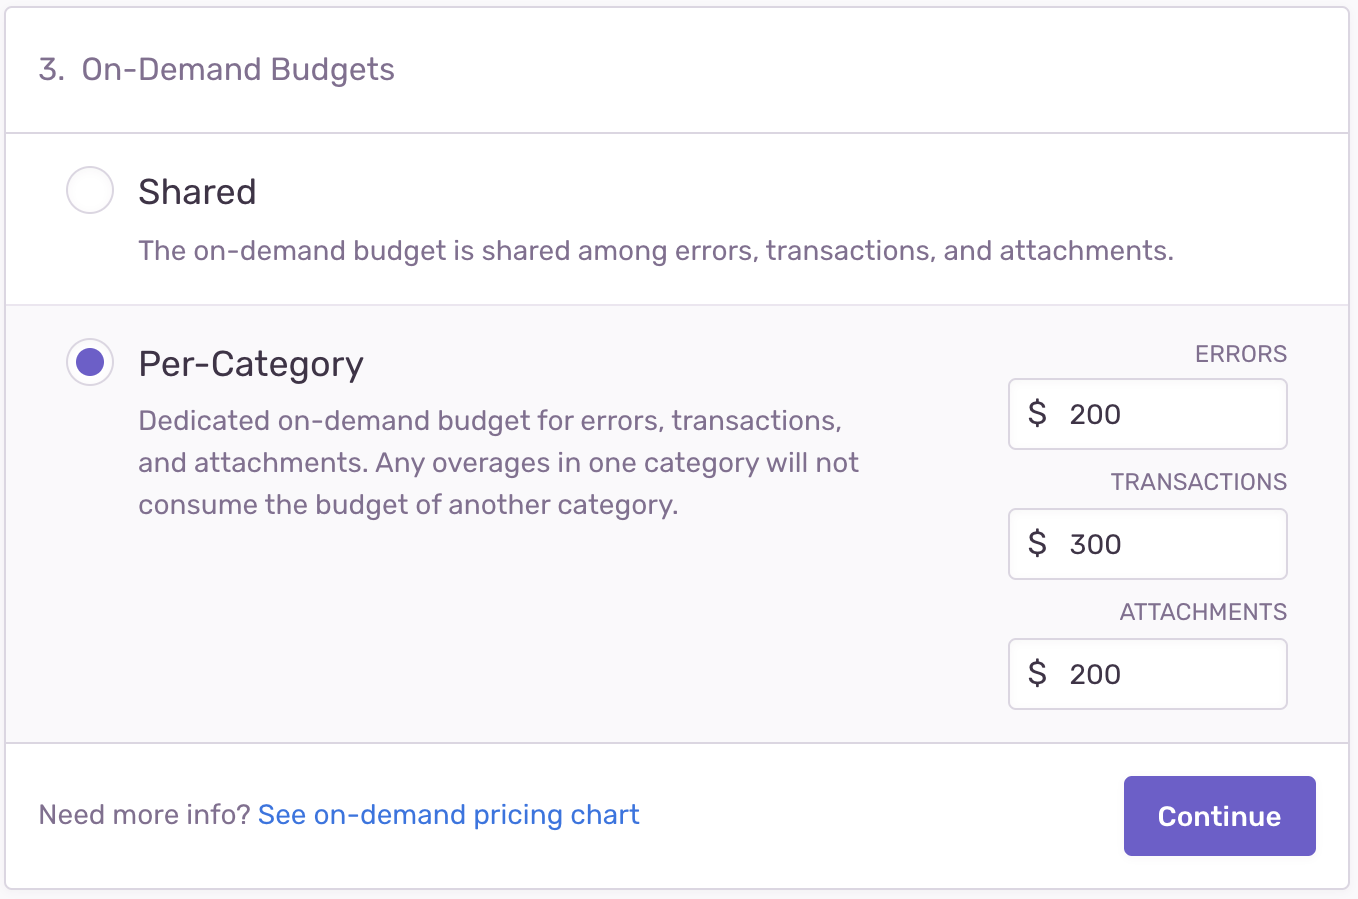 3. On-Demand Budgets
Shared
The on-demand budget is shared among errors, transactions, and attachments.
Per-Category
Dedicated on-demand budget for errors, transactions,
and attachments. Any overages in one category will not
consume the budget of another category.
ERRORS
$ 200
TRANSACTIONS
$ 300
ATTACHMENTS
$ 200
Need more info? See on-demand pricing chart
Continue